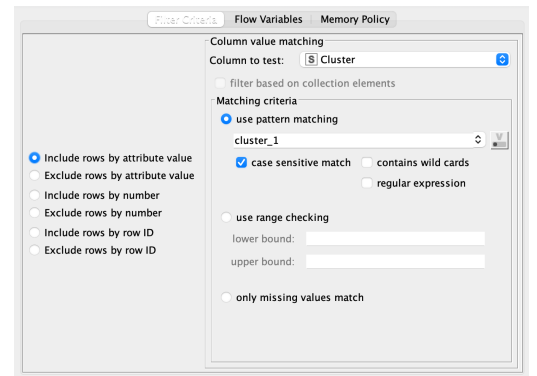 Filter Criteria Flow Variables Memory Policy
Column value matching
Column to test: S Cluster
filter based on collection elements
Matching criteria
use pattern matching
cluster_1
case sensitive match contains wild cards
regular expression
use range checking
lower bound:
upper bound:
only missing values match
Include rows by attribute value
Exclude rows by attribute value
Include rows by number
Exclude rows by number
Include rows by row ID
Exclude rows by row ID
V